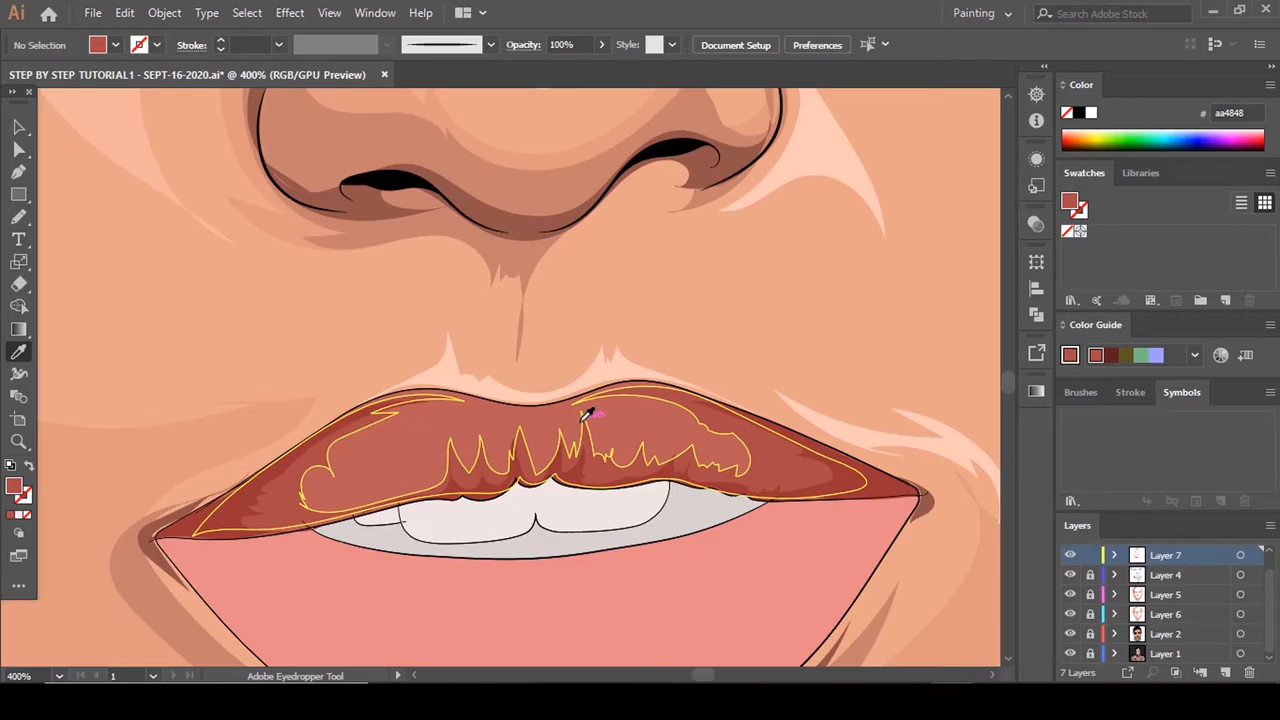 Ai
File Edit Object Type Select Effect View Window Help
Painting
Search Adobe Stock
No Selection
Stroke:
Opacity: 100%
Style:
Document Setup
Preferences
STEP BY STEP TUTORIAL1 - SEPT-16-2020.ai* @ 400% (RGB/GPU Preview)
Color
# aa4848
Swatches Libraries
Color Guide
Brushes Stroke Symbols
Layers
Layer 7
Layer 4
Layer 5
Layer 6
Layer 2
Layer 1
7 Layers
400%
1
Adobe Eyedropper Tool